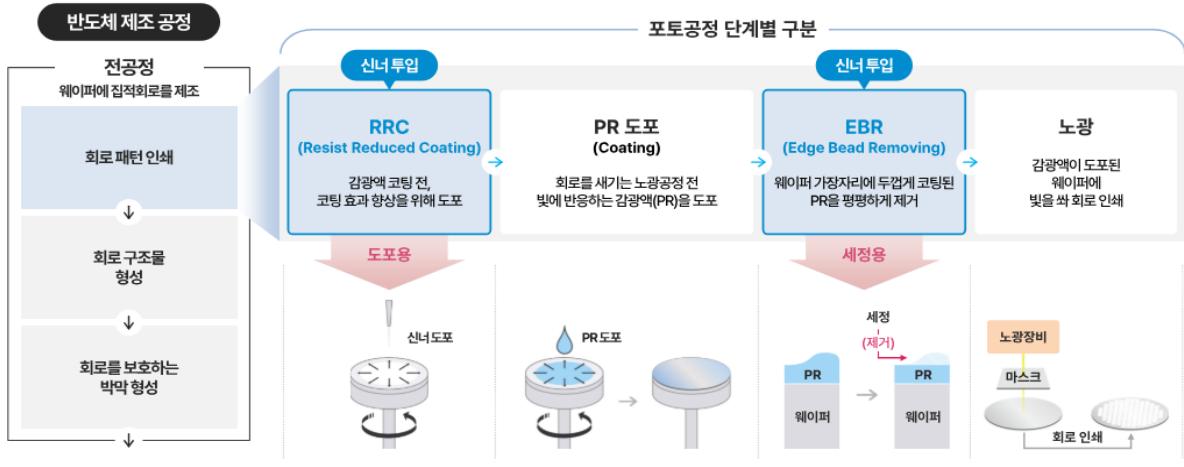 반도체 제조 공정
전공정
웨이퍼에 집적회로를 제조
회로 패턴 인쇄
회로 구조물
형성
회로를 보호하는
박막 형성
포토공정 단계별 구분
신너 투입
RRC
(Resist Reduced Coating)
감광액 코팅 전,
코팅 효과 향상을 위해 도포
도포용
신너 도포
PR 도포
(Coating)
회로를 새기는 노광공정 전
빛에 반응하는 감광액(PR)을 도포
PR 도포
신너 투입
EBR
(Edge Bead Removing)
웨이퍼 가장자리에 두껍게 코팅된
PR을 평평하게 제거
세정용
세정
(제거)
PR
웨이퍼
PR
웨이퍼
노광
감광액이 도포된
웨이퍼에
빛을 쏴 회로 인쇄
노광장비
마스크
회로 인쇄